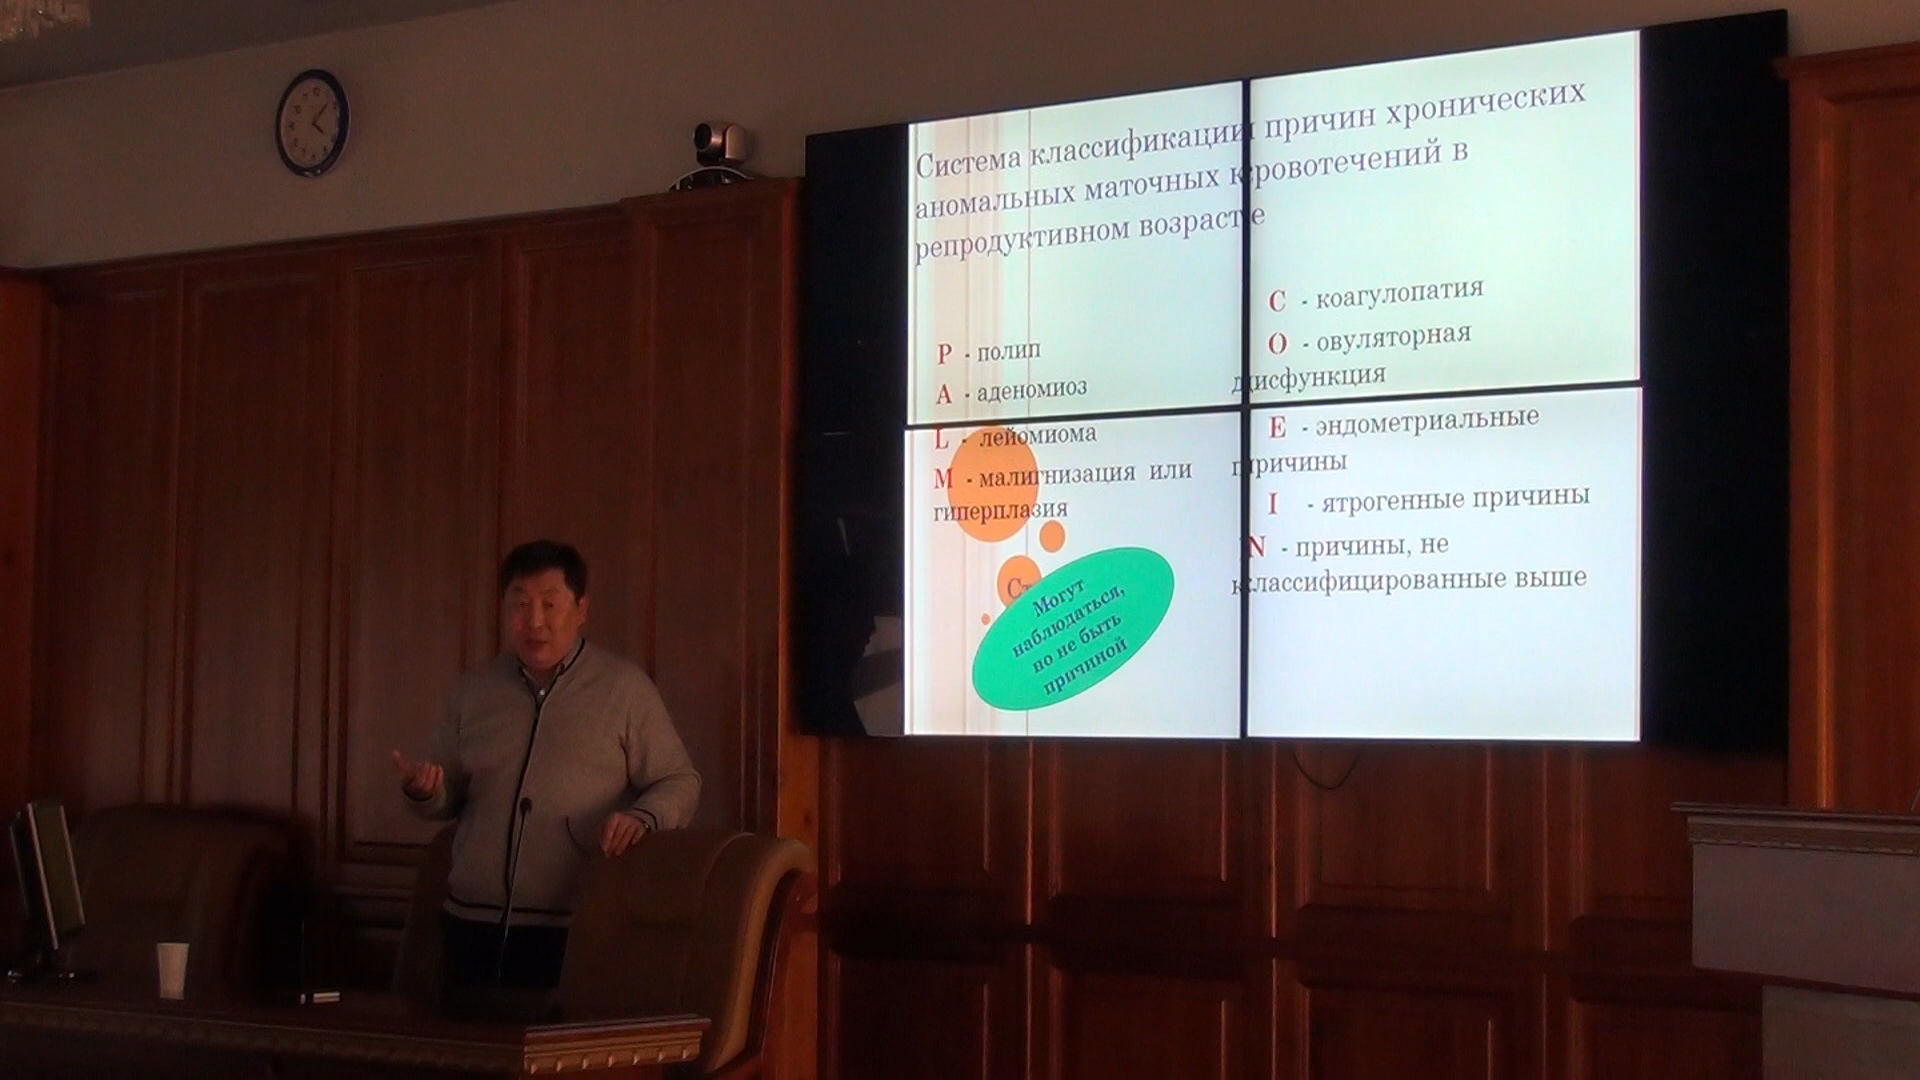 Система классификации причин хронических
аномальных маточных кровотечений в
репродуктивном возрасте
P - полип
A - аденомиоз
L - лейомиома
M - малигнизация или
гиперплазия
Могут
наблюдаться,
но не быть
причиной
C - коагулопатия
O - овуляторная
дисфункция
E - эндометриальные
причины
I - ятрогенные причины
N - причины, не
классифицированные выше